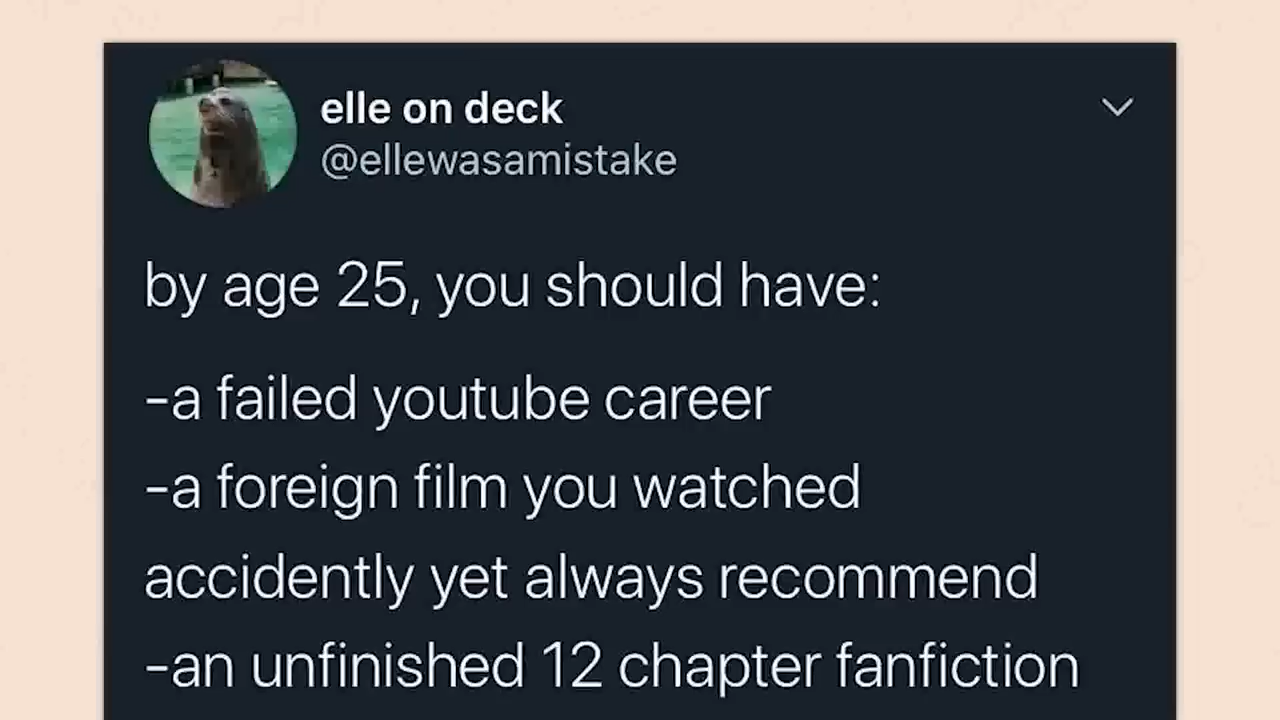 elle on deck
@ellewasamistake
by age 25, you should have:
-a failed youtube career
-a foreign film you watched
accidently yet always recommend
-an unfinished 12 chapter fanfiction